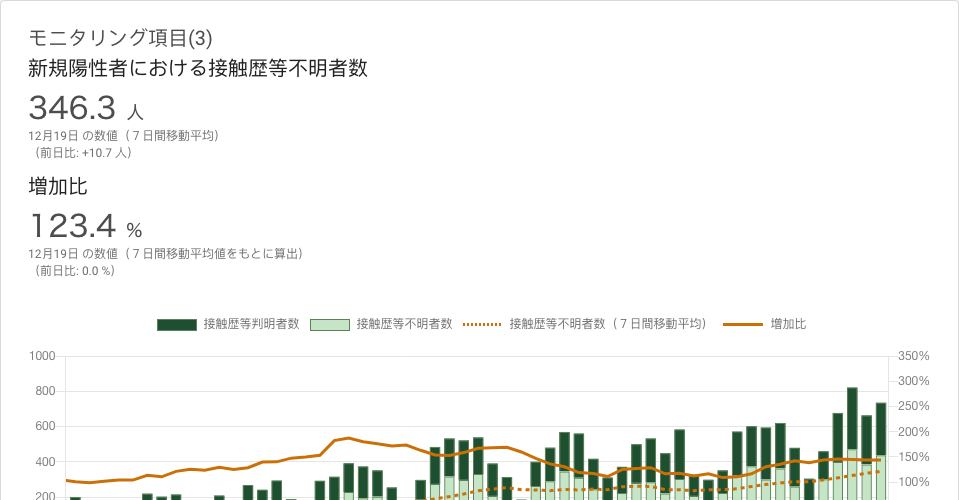 モニタリング項目(3)
新規陽性者における接触歴等不明者数
346.3 人
12月19日 の数値（７日間移動平均）
（前日比: +10.7 人）
増加比
123.4 %
12月19日 の数値（７日間移動平均値をもとに算出）
（前日比: 0.0 %）
接触歴等判明者数 接触歴等不明者数 接触歴等不明者数（７日間移動平均） 増加比
1000 350%
300%
800
250%
600 200%
400 150%
100%
200